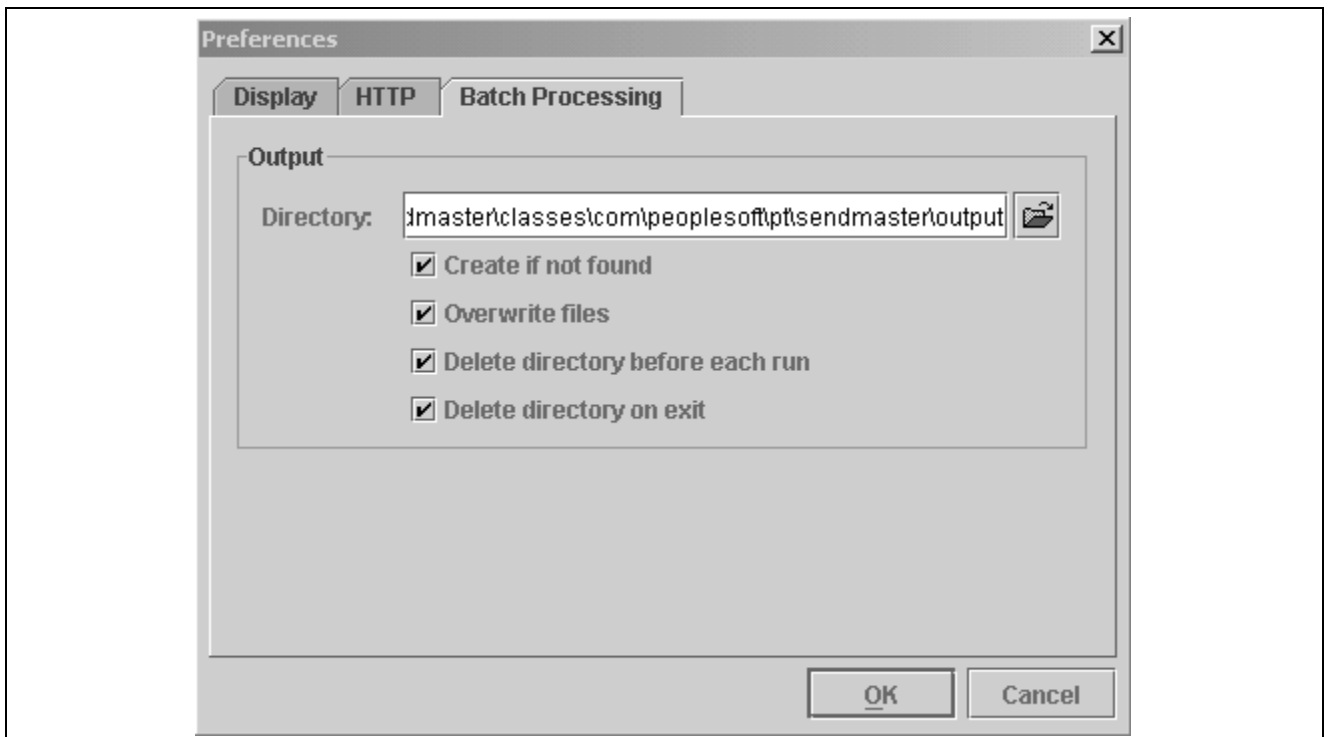 Preferences
Display HTTP Batch Processing
Output
Directory: dmaster\classes\com\peoplesoft\pt\sendmaster\output
Create if not found
Overwrite files
Delete directory before each run
Delete directory on exit
OK Cancel